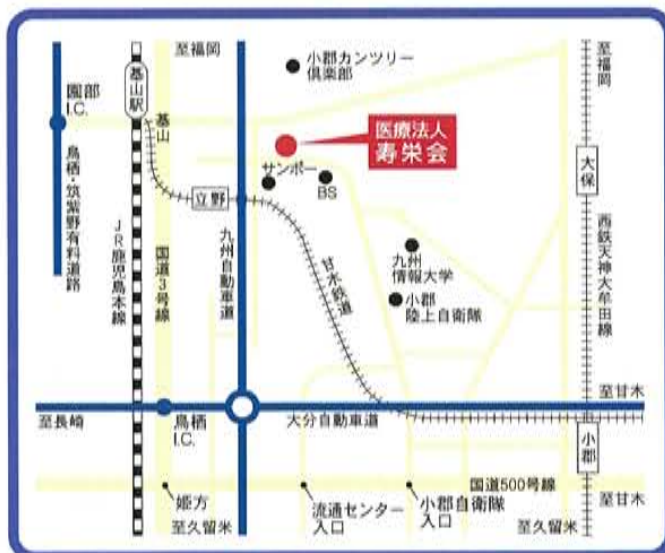 至福岡
小郡カンツリー
倶楽部
至福岡
基山駅
園部
I.C.
基山
医療法人
寿栄会
サンポー
BS
大保
立野
鳥栖・筑紫野有料道路
JR鹿児島本線
国道3号線
九州自動車道
甘木鉄道
九州
情報大学
小郡
陸上自衛隊
西鉄天神大牟田線
至甘木
至長崎
鳥栖
I.C.
大分自動車道
小郡
国道500号線
姫方
流通センター
入口
小郡自衛隊
入口
至甘木
至久留米
至久留米